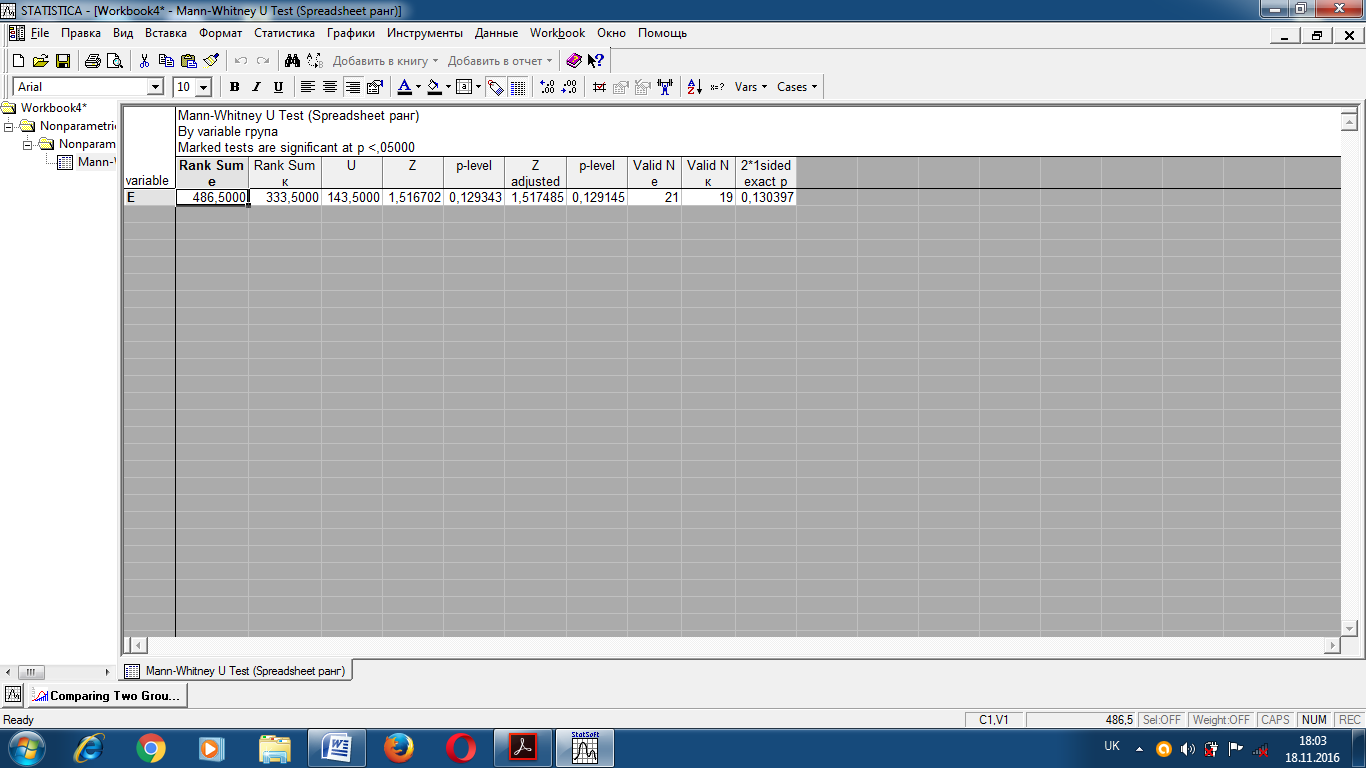 STATISTICA - [Workbook4* - Mann-Whitney U Test (Spreadsheet ранг)]
File Правка Вид Вставка Формат Статистика Графики Инструменты Данные Workbook Окно Помощь
Добавить в книгу Добавить в отчет
Arial 10 B I U Vars Cases
Workbook4*
Nonparametri
Nonparam
Mann-W
Mann-Whitney U Test (Spreadsheet ранг)
By variable група
Marked tests are significant at p <,05000
variable Rank Sum е Rank Sum к U Z p-level Z adjusted p-level Valid N е Valid N к 2*1sided exact p
E 486,5000 333,5000 143,5000 1,516702 0,129343 1,517485 0,129145 21 19 0,130397
Mann-Whitney U Test (Spreadsheet ранг)
Comparing Two Grou...
Ready C1,V1 486,5 Sel:OFF Weight:OFF CAPS NUM REC
StatSoft
UK 18:03
18.11.2016